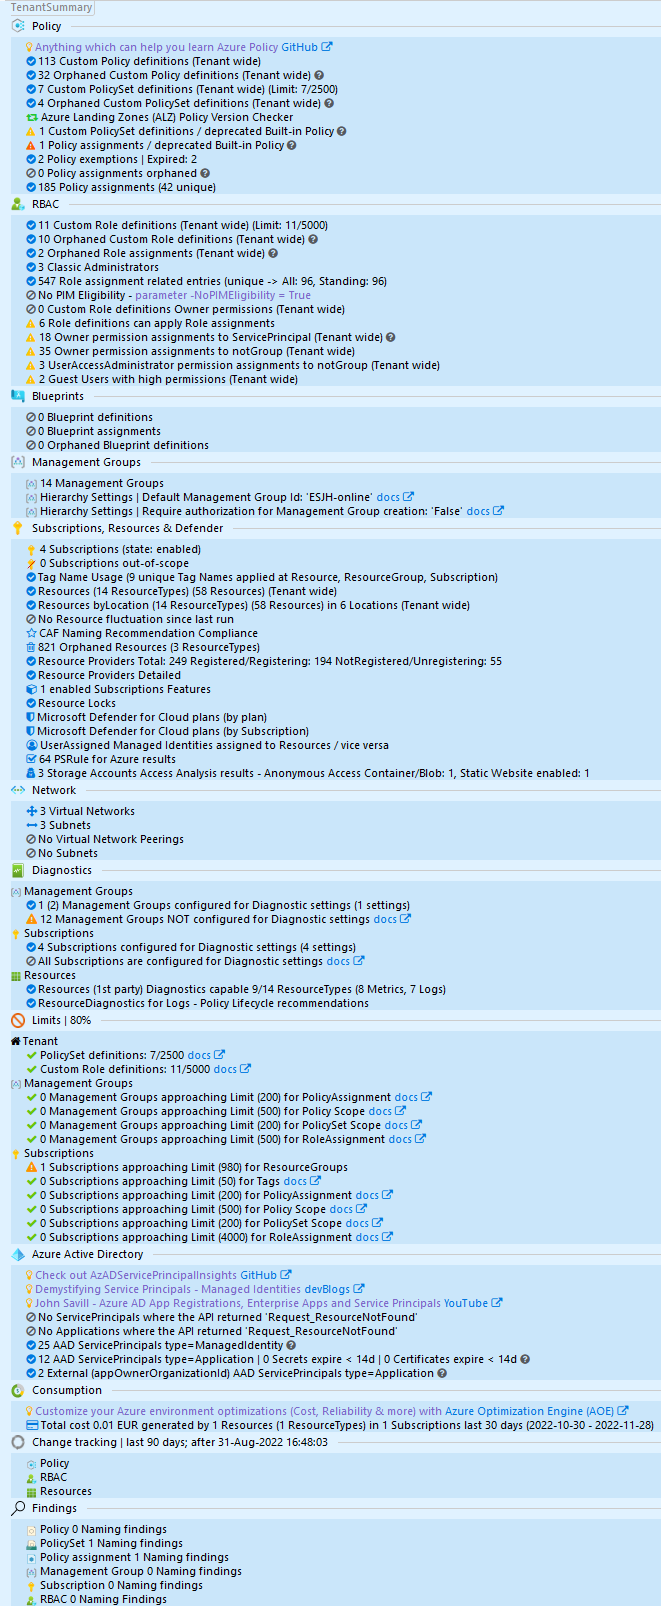 TenantSummary
Policy
Anything which can help you learn Azure Policy GitHub
113 Custom Policy definitions (Tenant wide)
32 Orphaned Custom Policy definitions (Tenant wide)
7 Custom PolicySet definitions (Tenant wide) (Limit: 7/2500)
4 Orphaned Custom PolicySet definitions (Tenant wide)
Azure Landing Zones (ALZ) Policy Version Checker
1 Custom PolicySet definitions / deprecated Built-in Policy
1 Policy assignments / deprecated Built-in Policy
2 Policy exemptions | Expired: 2
0 Policy assignments orphaned
185 Policy assignments (42 unique)
RBAC
11 Custom Role definitions (Tenant wide) (Limit: 11/5000)
10 Orphaned Custom Role definitions (Tenant wide)
2 Orphaned Role assignments (Tenant wide)
3 Classic Administrators
547 Role assignment related entries (unique -> All: 96, Standing: 96)
No PIM Eligibility - parameter -NoPIMEligibility = True
0 Custom Role definitions Owner permissions (Tenant wide)
6 Role definitions can apply Role assignments
18 Owner permission assignments to ServicePrincipal (Tenant wide)
35 Owner permission assignments to notGroup (Tenant wide)
3 UserAccessAdministrator permission assignments to notGroup (Tenant wide)
2 Guest Users with high permissions (Tenant wide)
Blueprints
0 Blueprint definitions
0 Blueprint assignments
0 Orphaned Blueprint definitions
Management Groups
14 Management Groups
Hierarchy Settings | Default Management Group Id: 'ESJH-online' docs
Hierarchy Settings | Require authorization for Management Group creation: 'False' docs
Subscriptions, Resources & Defender
4 Subscriptions (state: enabled)
0 Subscriptions out-of-scope
Tag Name Usage (9 unique Tag Names applied at Resource, ResourceGroup, Subscription)
Resources (14 ResourceTypes) (58 Resources) (Tenant wide)
Resources byLocation (14 ResourceTypes) (58 Resources) in 6 Locations (Tenant wide)
No Resource fluctuation since last run
CAF Naming Recommendation Compliance
821 Orphaned Resources (3 ResourceTypes)
Resource Providers Total: 249 Registered/Registering: 194 NotRegistered/Unregistering: 55
Resource Providers Detailed
1 enabled Subscriptions Features
Resource Locks
Microsoft Defender for Cloud plans (by plan)
Microsoft Defender for Cloud plans (by Subscription)
UserAssigned Managed Identities assigned to Resources / vice versa
64 PSRule for Azure results
3 Storage Accounts Access Analysis results - Anonymous Access Container/Blob: 1, Static Website enabled: 1
Network
3 Virtual Networks
3 Subnets
No Virtual Network Peerings
No Subnets
Diagnostics
Management Groups
1 (2) Management Groups configured for Diagnostic settings (1 settings)
12 Management Groups NOT configured for Diagnostic settings docs
Subscriptions
4 Subscriptions configured for Diagnostic settings (4 settings)
All Subscriptions are configured for Diagnostic settings docs
Resources
Resources (1st party) Diagnostics capable 9/14 ResourceTypes (8 Metrics, 7 Logs)
ResourceDiagnostics for Logs - Policy Lifecycle recommendations
Limits | 80%
Tenant
PolicySet definitions: 7/2500 docs
Custom Role definitions: 11/5000 docs
Management Groups
0 Management Groups approaching Limit (200) for PolicyAssignment docs
0 Management Groups approaching Limit (500) for Policy Scope docs
0 Management Groups approaching Limit (200) for PolicySet Scope docs
0 Management Groups approaching Limit (500) for RoleAssignment docs
Subscriptions
1 Subscriptions approaching Limit (980) for ResourceGroups
0 Subscriptions approaching Limit (50) for Tags docs
0 Subscriptions approaching Limit (200) for PolicyAssignment docs
0 Subscriptions approaching Limit (500) for Policy Scope docs
0 Subscriptions approaching Limit (200) for PolicySet Scope docs
0 Subscriptions approaching Limit (4000) for RoleAssignment docs
Azure Active Directory
Check out AzADServicePrincipalInsights GitHub
Demystifying Service Principals - Managed Identities devBlogs
John Savill - Azure AD App Registrations, Enterprise Apps and Service Principals YouTube
No ServicePrincipals where the API returned 'Request_ResourceNotFound'
No Applications where the API returned 'Request_ResourceNotFound'
25 AAD ServicePrincipals type=ManagedIdentity
12 AAD ServicePrincipals type=Application | 0 Secrets expire < 14d | 0 Certificates expire < 14d
2 External (appOwnerOrganizationId) AAD ServicePrincipals type=Application
Consumption
Customize your Azure environment optimizations (Cost, Reliability & more) with Azure Optimization Engine (AOE)
Total cost 0.01 EUR generated by 1 Resources (1 ResourceTypes) in 1 Subscriptions last 30 days (2022-10-30 - 2022-11-28)
Change tracking | last 90 days; after 31-Aug-2022 16:48:03
Policy
RBAC
Resources
Findings
Policy 0 Naming findings
PolicySet 1 Naming findings
Policy assignment 1 Naming findings
Management Group 0 Naming findings
Subscription 0 Naming findings
RBAC 0 Naming Findings